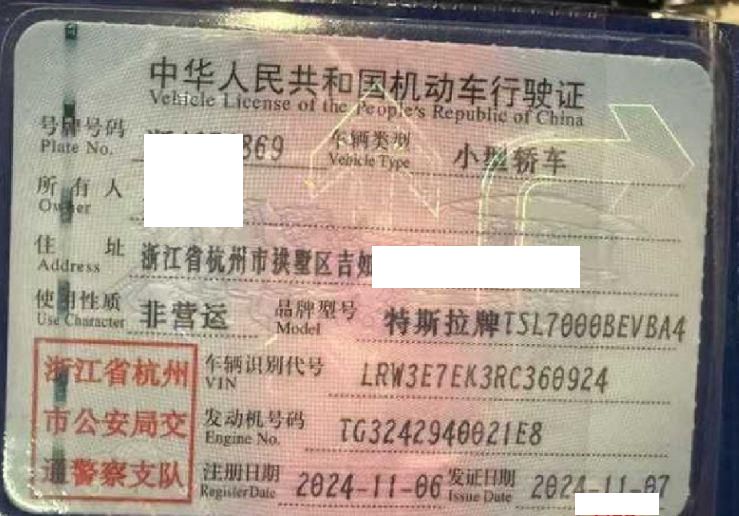 中华人民共和国机动车行驶证
Vehicle License of the People's Republic of China
号牌号码 869 车辆类型 小型轿车
Plate No. Vehicle Type
所有人
Owner
住址 浙江省杭州市拱墅区吉如
Address
使用性质 非营运 品牌型号 特斯拉牌TSL7000BEVBA4
Use Character Model
浙江省杭州
市公安局交
通警察支队
车辆识别代号 LRW3E7EK3RC360924
VIN
发动机号码 TG3242940021E8
Engine No.
注册日期 2024-11-06 发证日期 2024-11-07
Register Date Issue Date